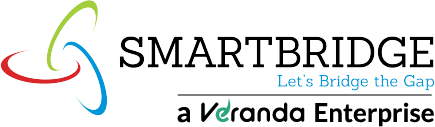 SMARTBRIDGE
Let's Bridge the Gap
a Veranda Enterprise